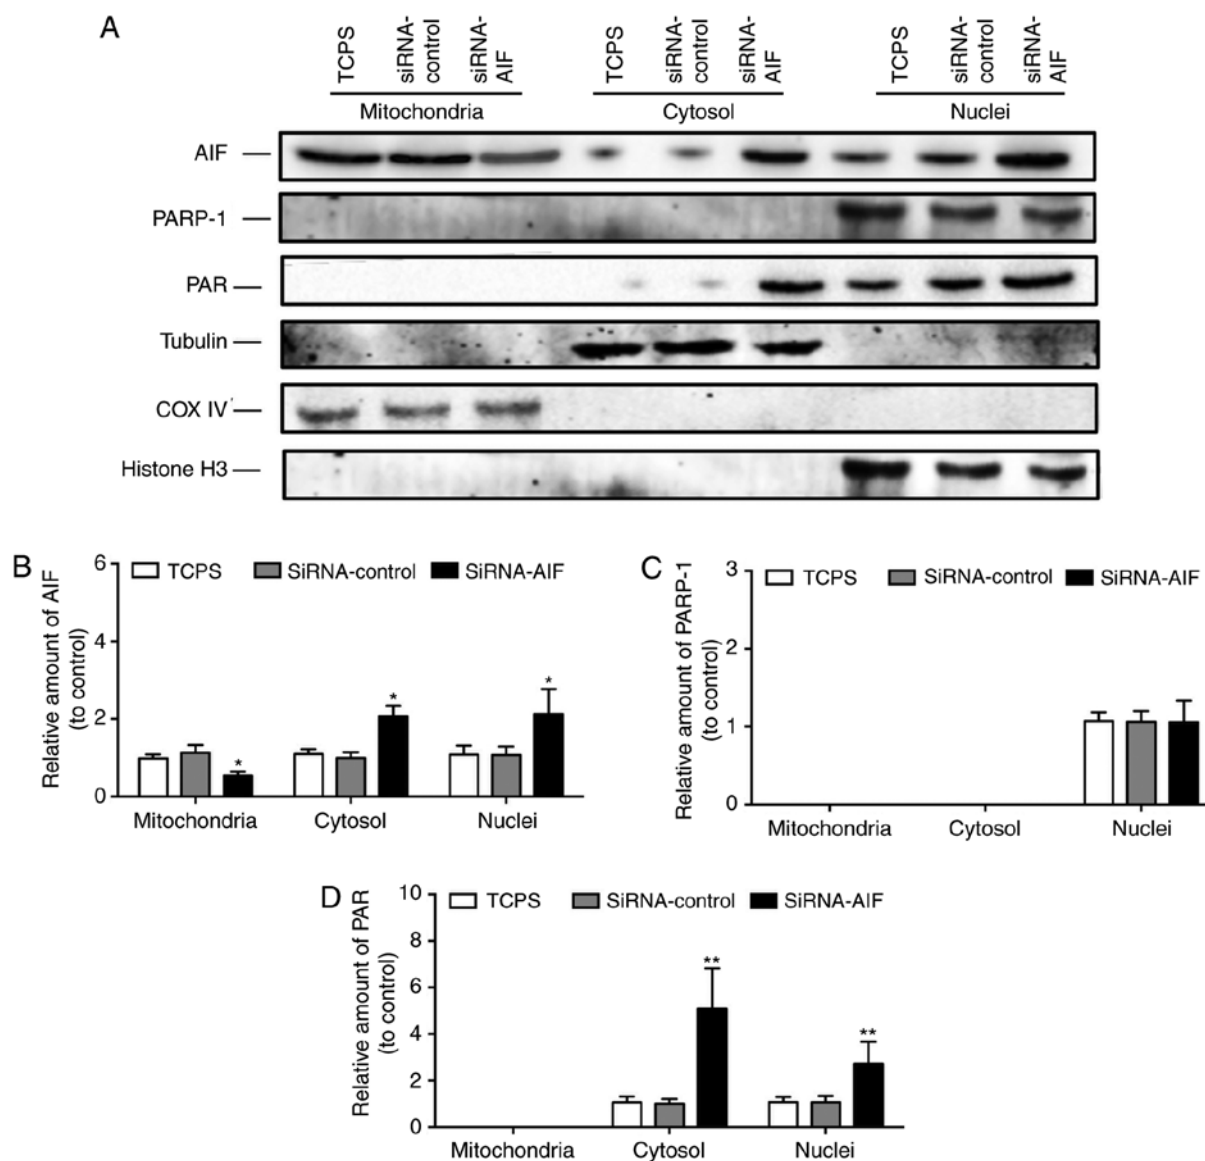 A
TCPS
siRNA-
control
siRNA-
AIF
TCPS
siRNA-
control
siRNA-
AIF
TCPS
siRNA-
control
siRNA-
AIF
Mitochondria
Cytosol
Nuclei
AIF
PARP-1
PAR
Tubulin
COX IV
Histone H3
B
Relative amount of AIF
(to control)
6
4
2
0
TCPS
SiRNA-control
SiRNA-AIF
*
*
*
Mitochondria
Cytosol
Nuclei
C
Relative amount of PARP-1
(to control)
3
2
1
0
TCPS
SiRNA-control
SiRNA-AIF
Mitochondria
Cytosol
Nuclei
D
Relative amount of PAR
(to control)
10
8
6
4
2
0
TCPS
SiRNA-control
SiRNA-AIF
**
**
Mitochondria
Cytosol
Nuclei